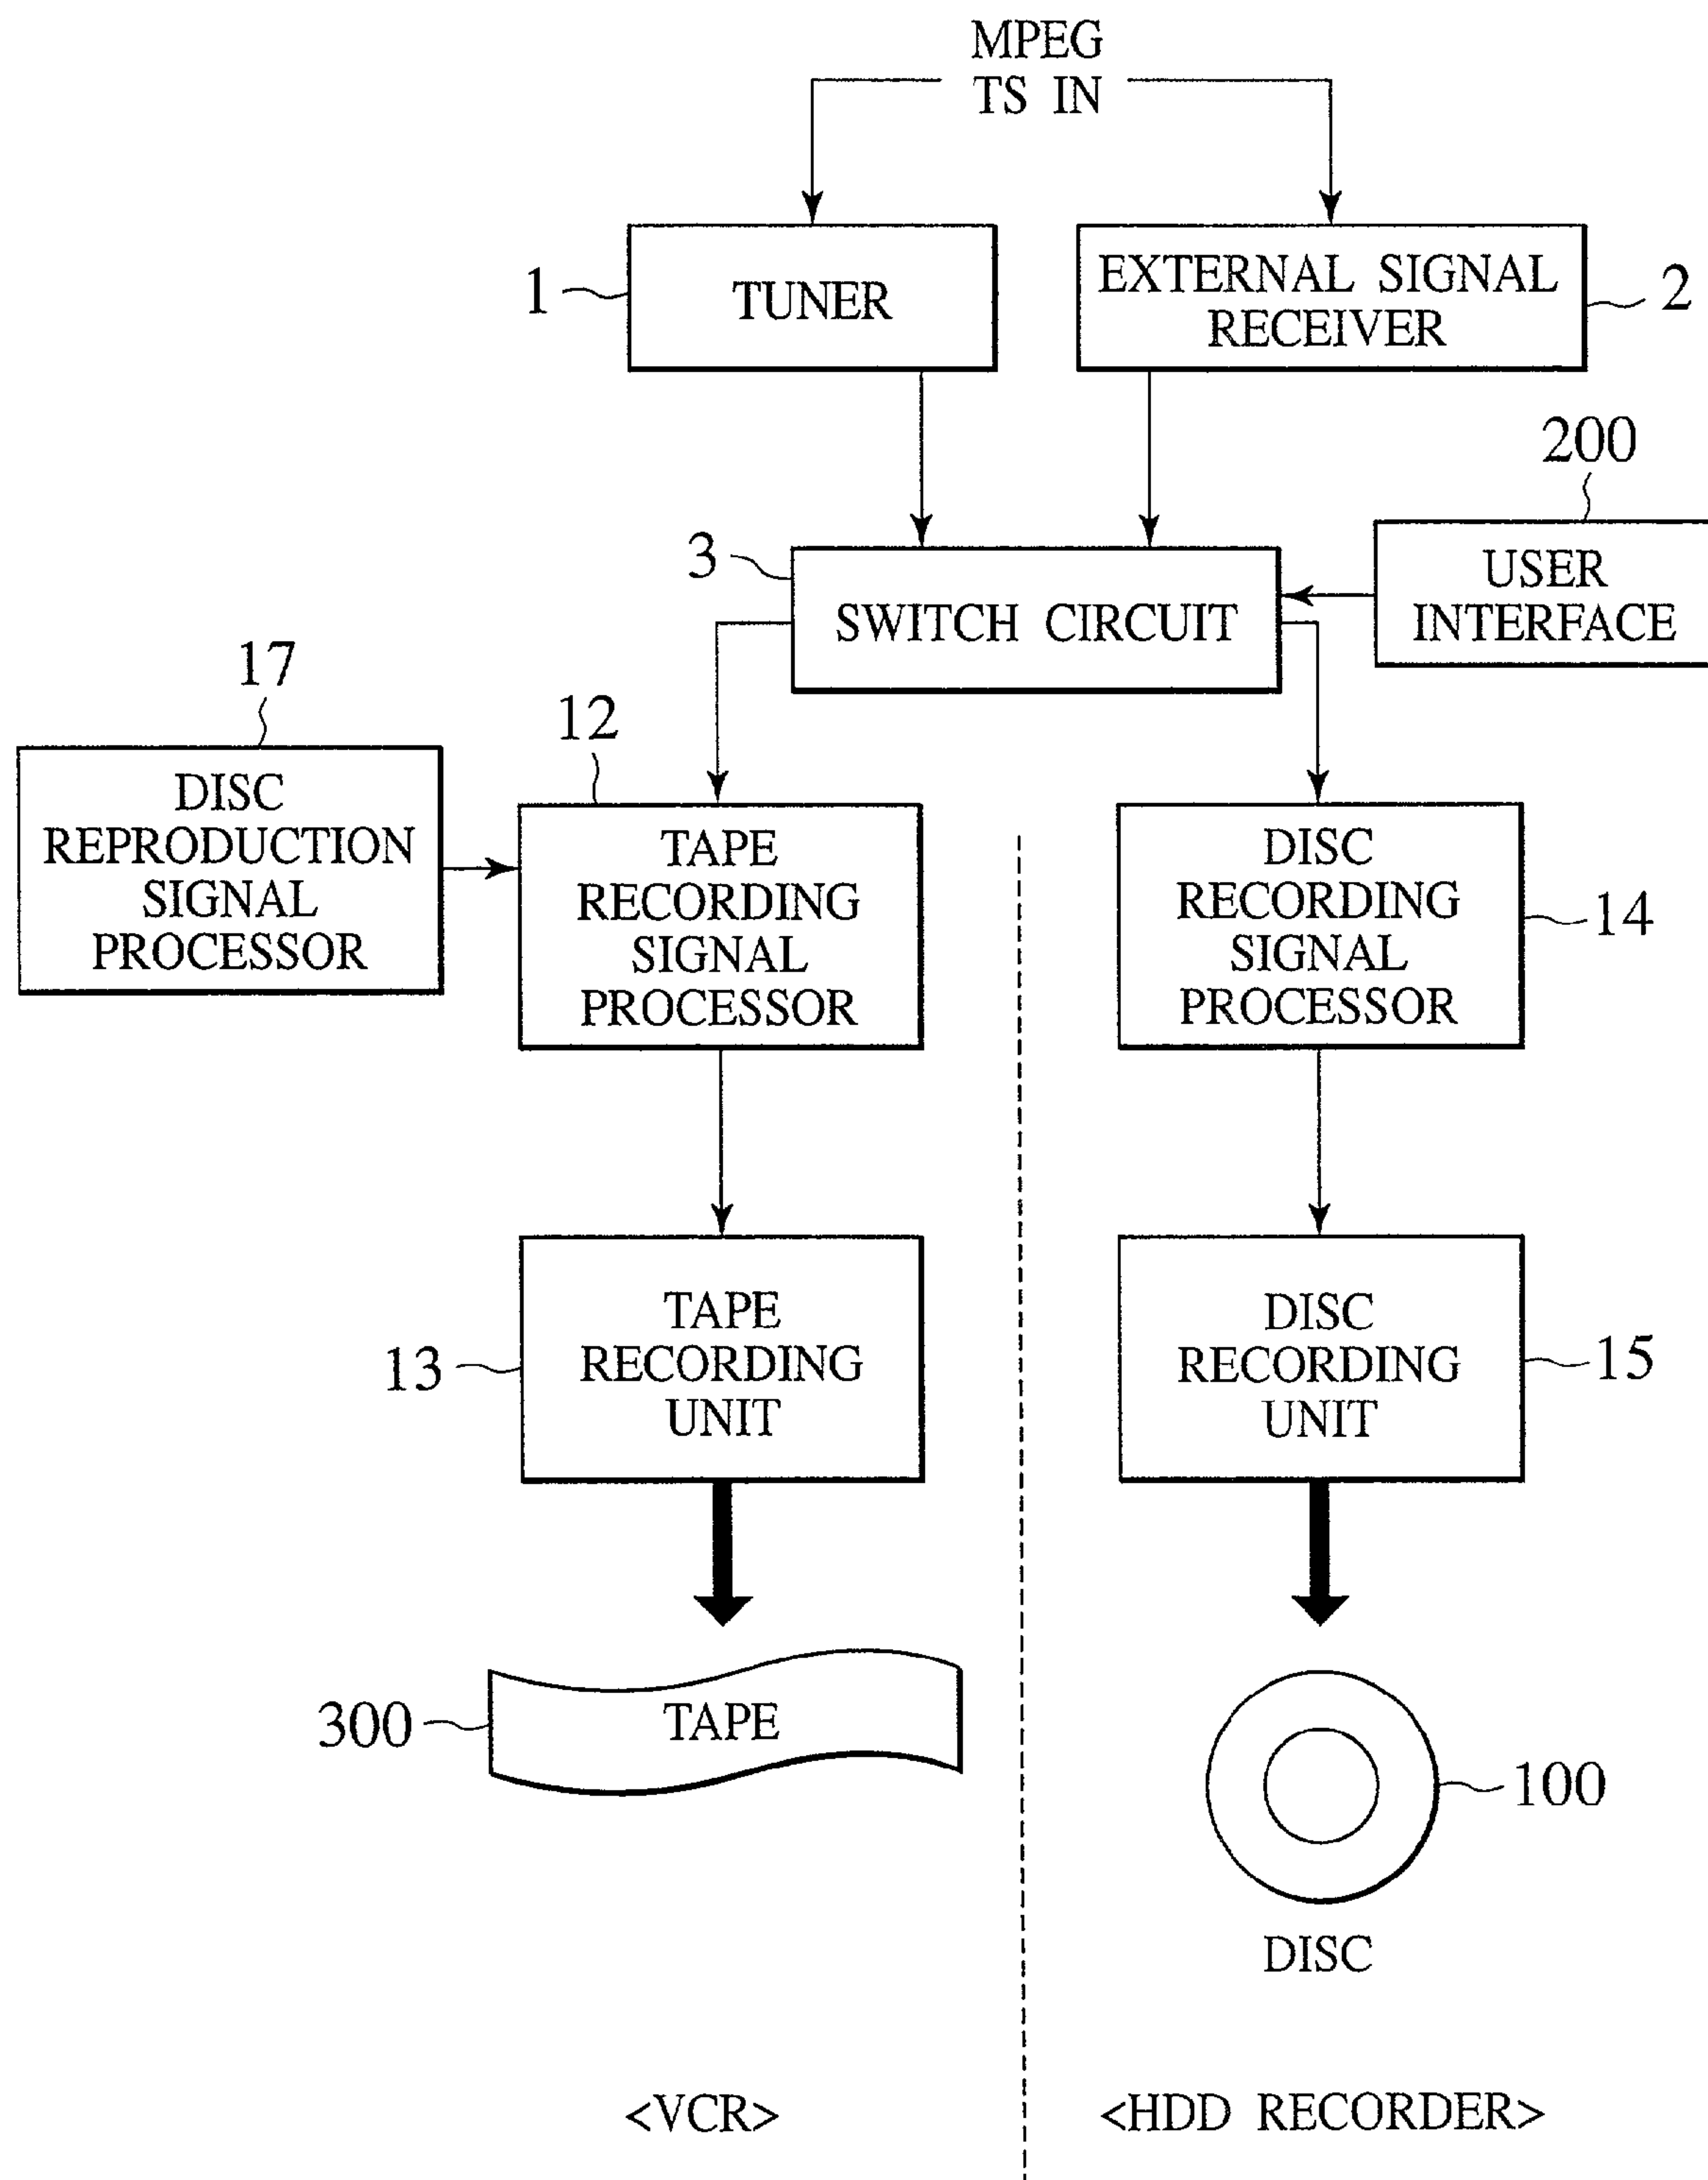 MPEG
TS IN
1
TUNER
EXTERNAL SIGNAL
RECEIVER
2
200
3
SWITCH CIRCUIT
USER
INTERFACE
17
DISC
REPRODUCTION
SIGNAL
PROCESSOR
12
TAPE
RECORDING
SIGNAL
PROCESSOR
DISC
RECORDING
SIGNAL
PROCESSOR
14
13
TAPE
RECORDING
UNIT
DISC
RECORDING
UNIT
15
300
TAPE
100
DISC
<VCR>
<HDD RECORDER>